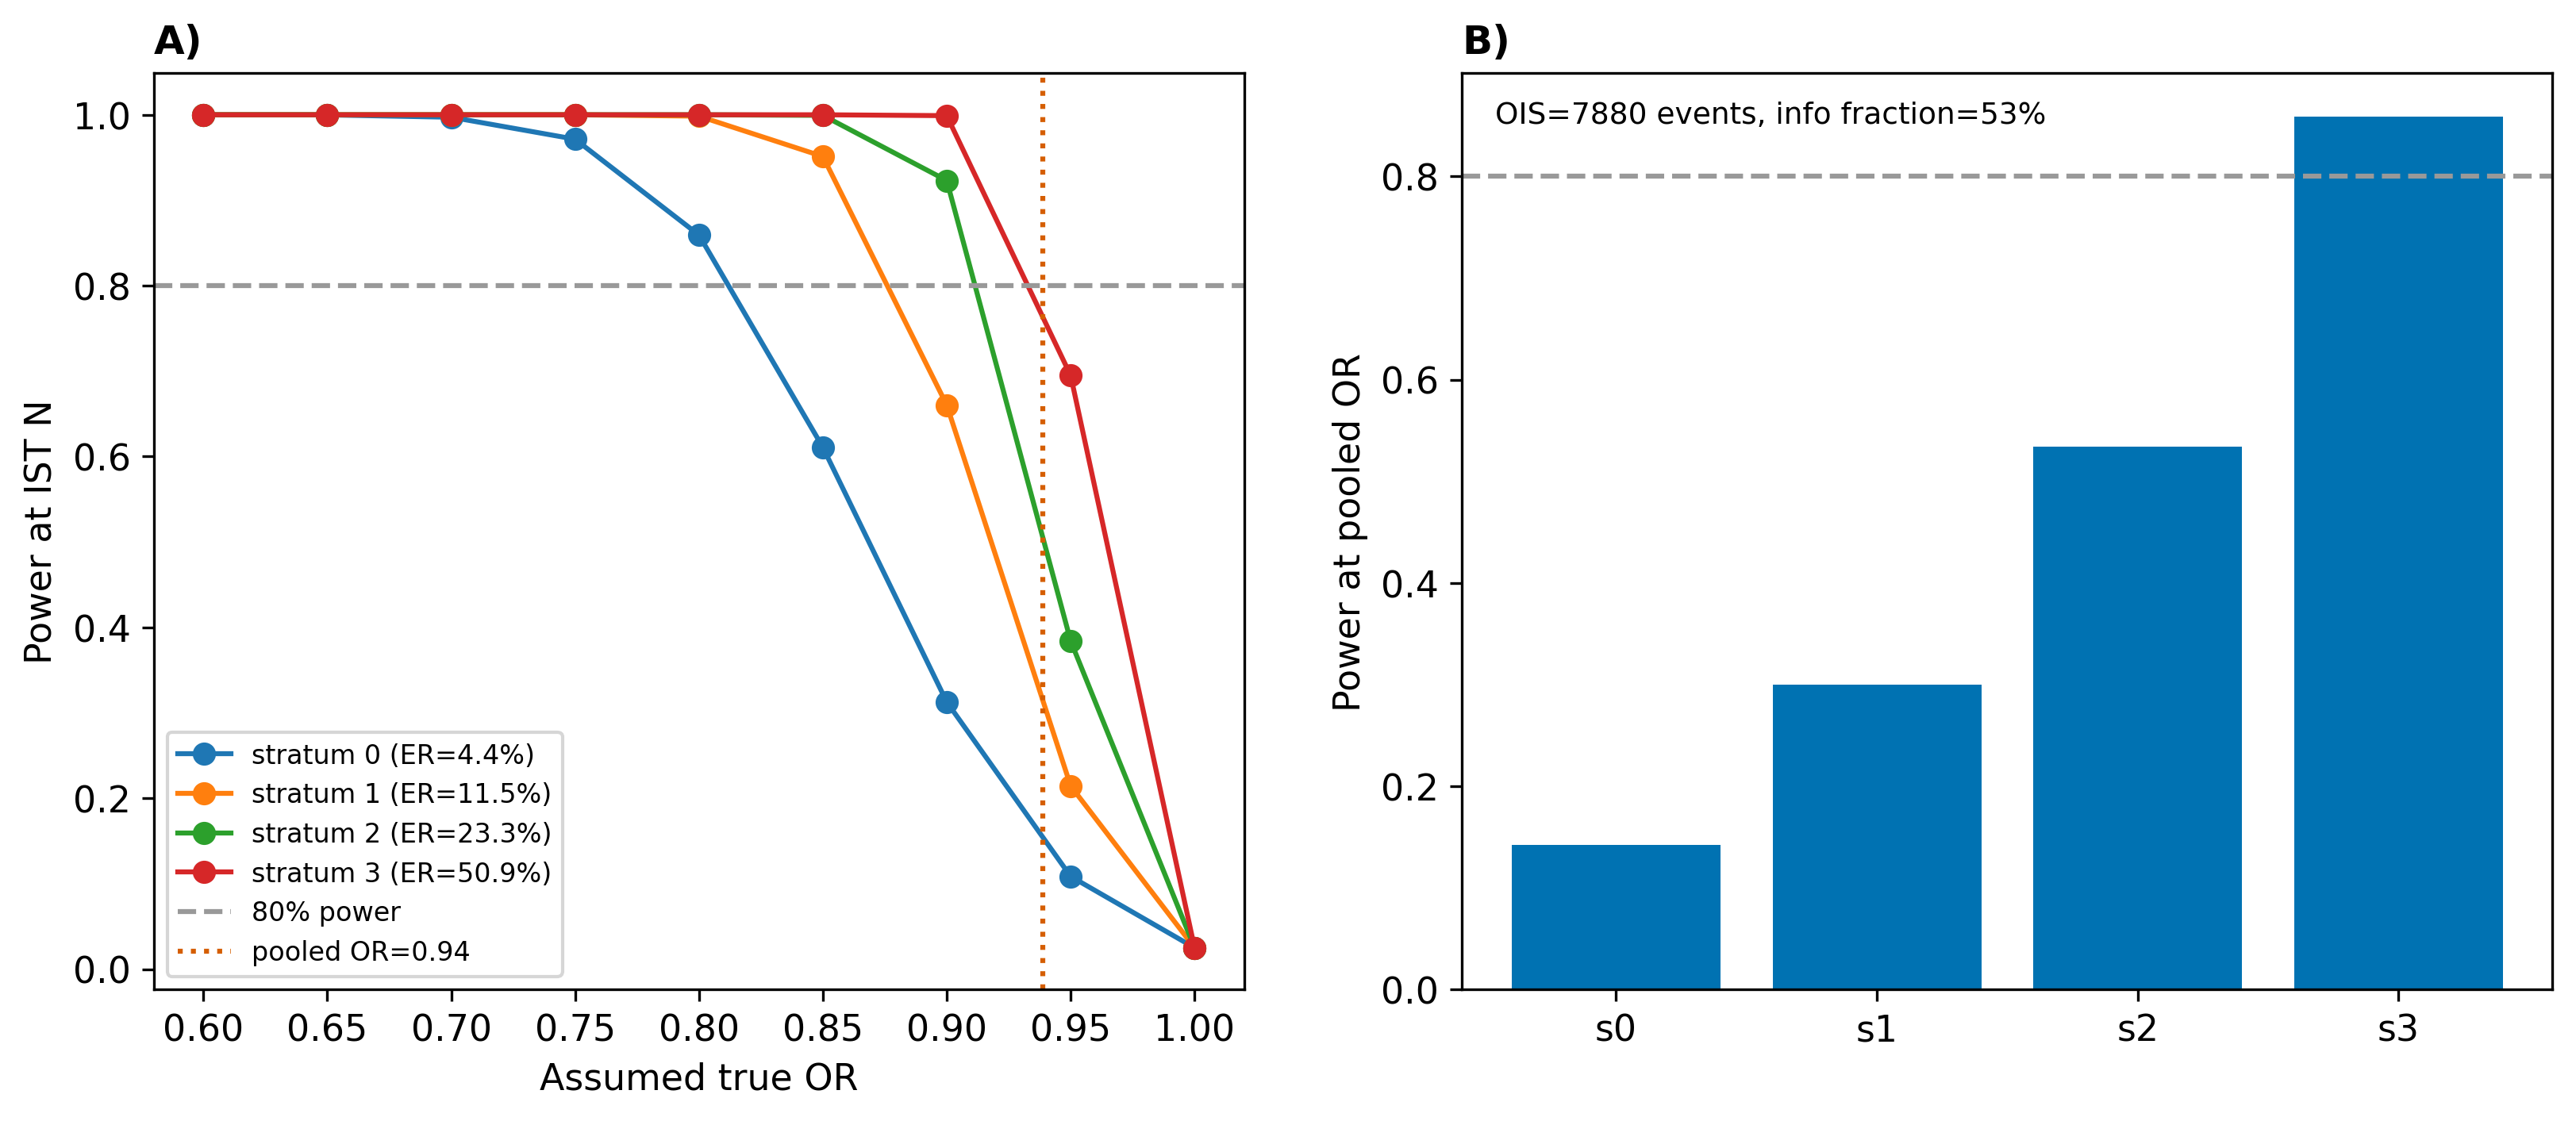 A)
Power at IST N
1.0
0.8
0.6
0.4
0.2
0.0
stratum 0 (ER=4.4%)
stratum 1 (ER=11.5%)
stratum 2 (ER=23.3%)
stratum 3 (ER=50.9%)
80% power
pooled OR=0.94
0.60 0.65 0.70 0.75 0.80 0.85 0.90 0.95 1.00
Assumed true OR
B)
OIS=7880 events, info fraction=53%
Power at pooled OR
0.8
0.6
0.4
0.2
0.0
s0 s1 s2 s3